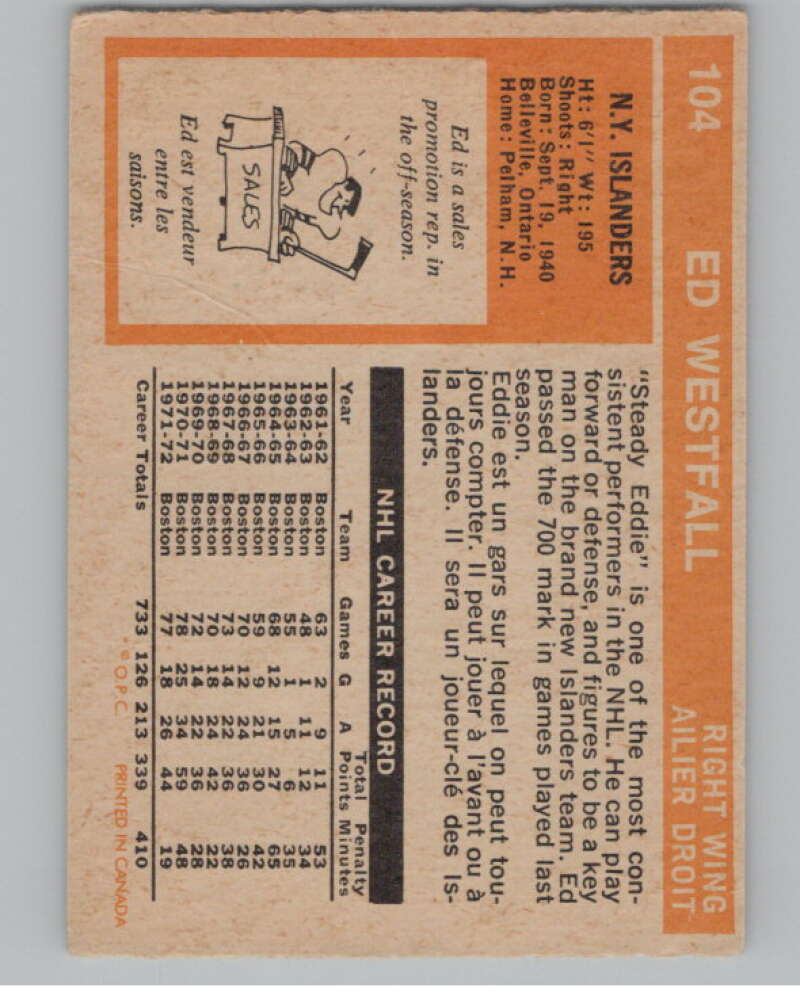 104 ED WESTFALL RIGHT WING
AILIER DROIT
N.Y. ISLANDERS
Ht: 6'1" Wt: 195
Shoots: Right
Born: Sept. 19, 1940
Belleville, Ontario
Home: Pelham, N.H.
Ed is a sales
promotion rep. in
the off-season.
SALES
Ed est vendeur
entre les
saisons.
"Steady Eddie" is one of the most con-
sistent performers in the NHL. He can play
forward or defense, and figures to be a key
man on the brand new Islanders team. Ed
passed the 700 mark in games played last
season.
Eddie est un gars sur lequel on peut tou-
jours compter. Il peut jouer à l'avant ou à
la défense. Il sera un joueur-clé des Is-
landers.
NHL CAREER RECORD
Total Penalty
Year Team Games G A Points Minutes
1961-62 Boston 63 2 9 11 53
1962-63 Boston 48 1 11 12 34
1963-64 Boston 55 1 5 6 35
1964-65 Boston 68 12 15 27 65
1965-66 Boston 59 9 21 30 42
1966-67 Boston 70 12 24 36 26
1967-68 Boston 73 14 22 36 38
1968-69 Boston 70 18 24 42 22
1969-70 Boston 72 14 22 36 28
1970-71 Boston 78 25 34 59 48
1971-72 Boston 77 18 26 44 19
Career Totals 733 126 213 339 410
* © O.P.C. PRINTED IN CANADA